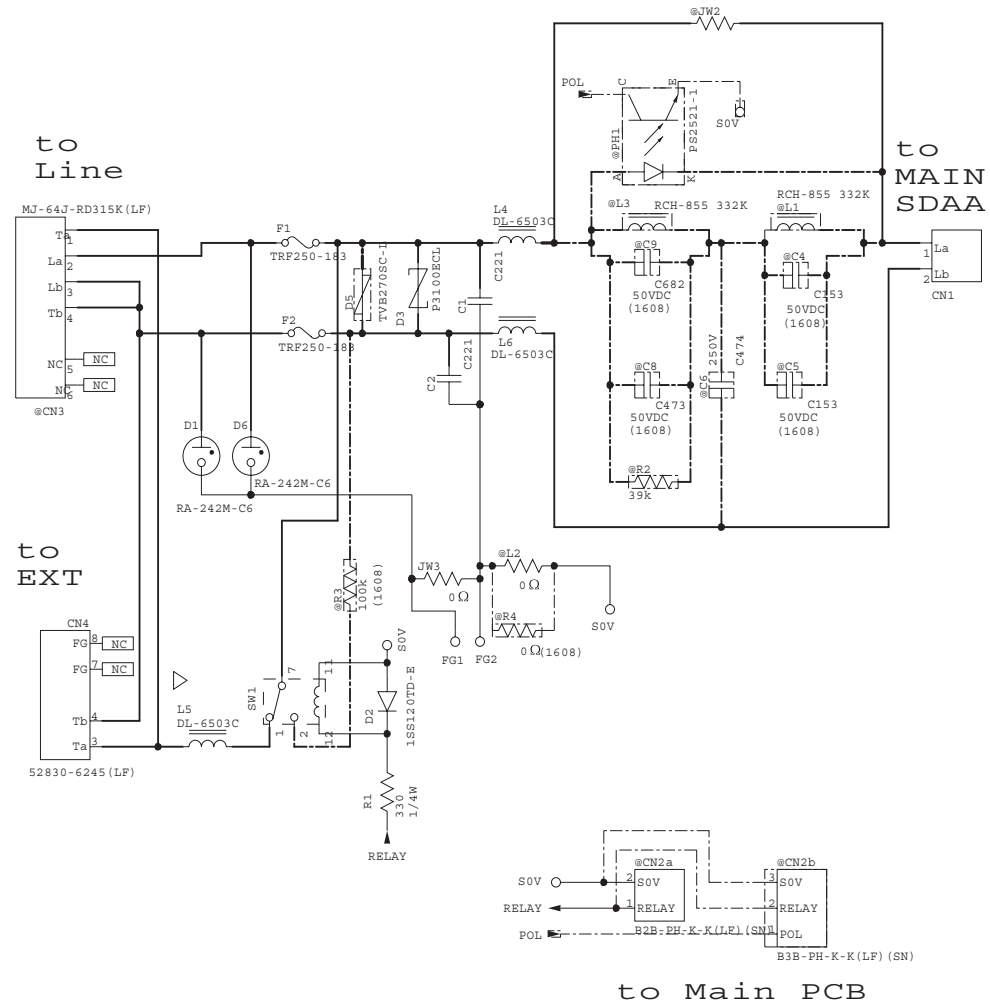 @JW2
POL
C
E
@PH1
PS2521-1
S0V
A
K
to
Line
to
MAIN
SDAA
MJ-64J-RD315K(LF)
Ta
1
La
2
Lb
3
Tb
4
NC
5
NC
NC
6
NC
@CN3
F1
TRF250-183
F2
TRF250-183
D5
TVB270SC-L
D3
P3100ECL
L4
DL-6503C
C221
C1
L6
DL-6503C
C2
C221
@L3
RCH-855 332K
@C9
C682
50VDC
(1608)
@C8
C473
50VDC
(1608)
@R2
39k
@C6
250V
C474
RCH-855 332K
@L1
@C4
C153
50VDC
(1608)
@C5
C153
50VDC
(1608)
La
1
Lb
2
CN1
D1
D6
RA-242M-C6
RA-242M-C6
to
EXT
CN4
FG
8
NC
FG
7
NC
Tb
4
Ta
3
52830-6245(LF)
L5
DL-6503C
SW1
7
1
2
11
12
@R3
100k
(1608)
S0V
D2
1SS120TD-E
R1
330
1/4W
RELAY
JW3
0Ω
FG1
FG2
@L2
0Ω
@R4
0Ω(1608)
S0V
@CN2a
S0V
2
S0V
RELAY
1
RELAY
POL
B2B-PH-K-K(LF)(SN)
@CN2b
3
S0V
2
RELAY
1
POL
B3B-PH-K-K(LF)(SN)
to Main PCB